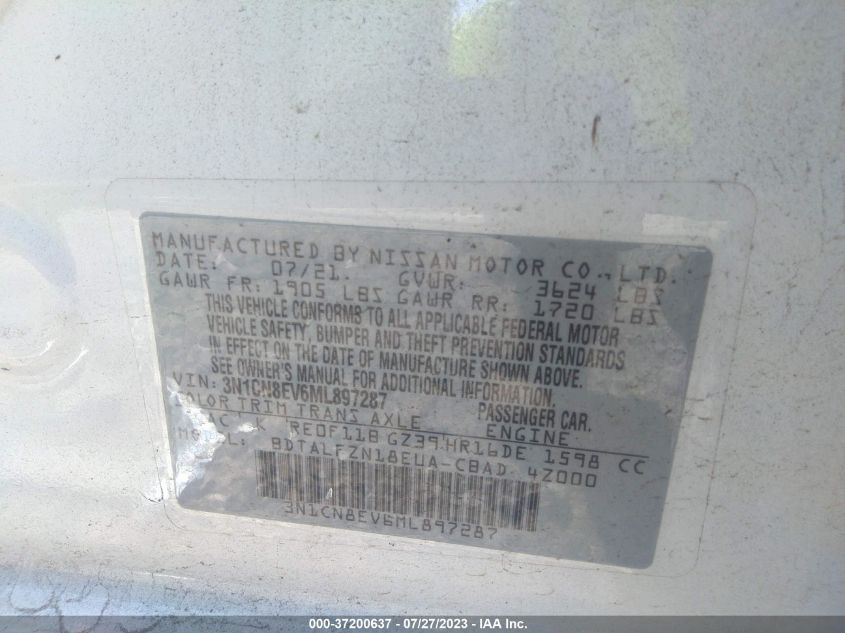 MANUFACTURED BY NISSAN MOTOR CO., LTD.
DATE: 07/21. GVWR: 3624 LBS
GAWR FR: 1905 LBS GAWR RR: 1720 LBS
THIS VEHICLE CONFORMS TO ALL APPLICABLE FEDERAL MOTOR
VEHICLE SAFETY, BUMPER AND THEFT PREVENTION STANDARDS
IN EFFECT ON THE DATE OF MANUFACTURE SHOWN ABOVE.
SEE OWNER'S MANUAL FOR ADDITIONAL INFORMATION.
VIN: 3N1CN8EV6ML897287 PASSENGER CAR.
COLOR TRIM TRANS AXLE ENGINE
K RE0F11B GZ39 HR16DE 1598 CC
MODEL: BDTALFZN18EUA-CBAD 4Z000
3N1CN8EV6ML897287
000-37200637 - 07/27/2023 - IAA Inc.